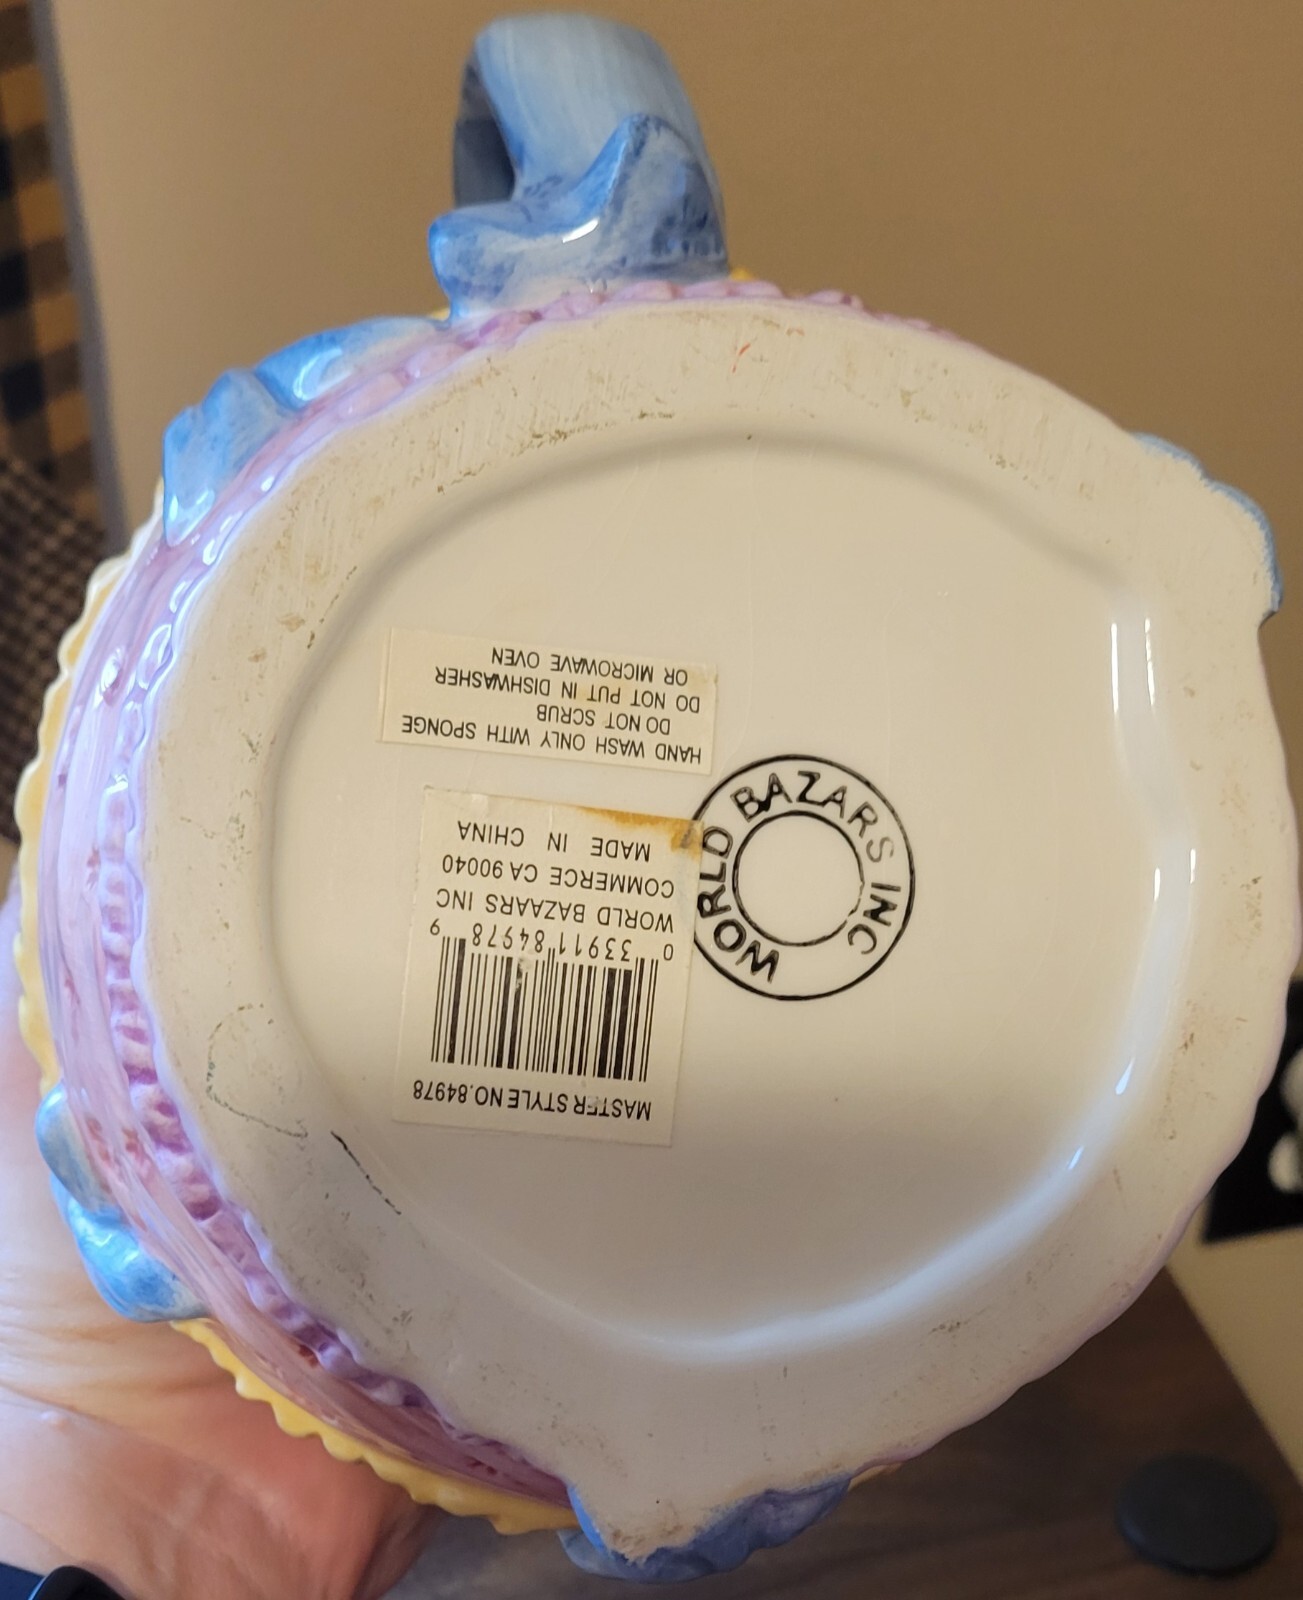 HAND WASH ONLY WITH SPONGE
DO NOT SCRUB
DO NOT PUT IN DISHWASHER
OR MICROWAVE OVEN
MASTER STYLE NO.84978
0 33911 84978 9
WORLD BAZAARS INC
COMMERCE CA 90040
MADE IN CHINA
WORLD BAZARS INC